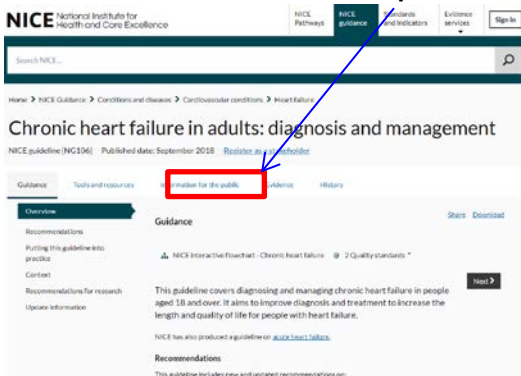 NICE National Institute for Health and Care Excellence
NICE Pathways
NICE guidance
Standards and indicators
Evidence services
Sign in
Search NICE...
Home > NICE Guidance > Conditions and diseases > Cardiovascular conditions > Heart failure
Chronic heart failure in adults: diagnosis and management
NICE guideline [NG106] Published date: September 2018 Register as a stakeholder
Guidance Tools and resources Information for the public Evidence History
Overview
Recommendations
Putting this guideline into practice
Context
Recommendations for research
Update information
Guidance
Share Download
NICE interactive flowchart - Chronic heart failure 2 Quality standards
Next >
This guideline covers diagnosing and managing chronic heart failure in people
aged 18 and over. It aims to improve diagnosis and treatment to increase the
length and quality of life for people with heart failure.
NICE has also produced a guideline on acute heart failure.
Recommendations
This guideline includes new and updated recommendations on: